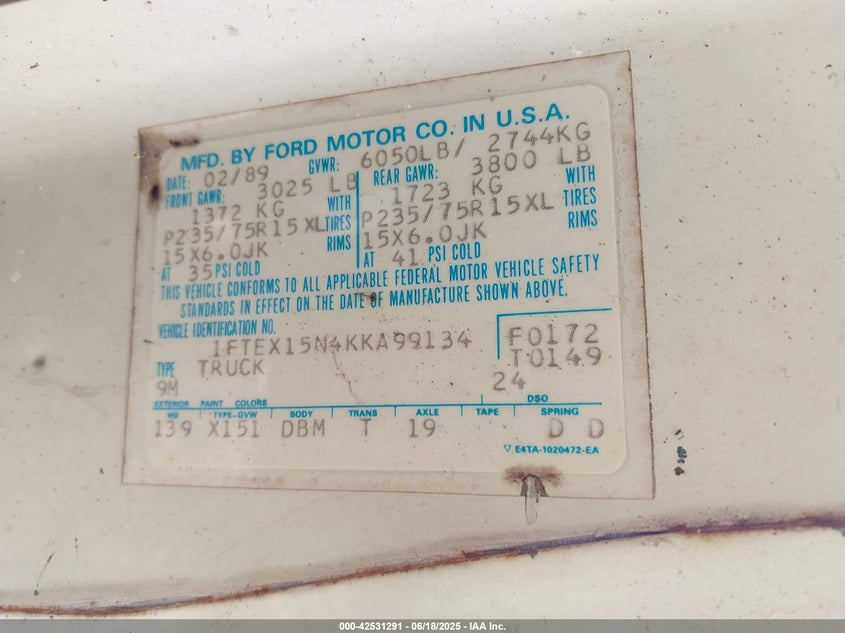 MFD. BY FORD MOTOR CO. IN U.S.A.
DATE: 02/89 GVWR: 6050LB/ 2744KG
FRONT GAWR: 3025 LB REAR GAWR: 3800 LB
1372 KG WITH 1723 KG WITH
P235/75R15XL TIRES P235/75R15XL TIRES
15X6.0JK RIMS 15X6.0JK RIMS
AT 35 PSI COLD AT 41 PSI COLD
THIS VEHICLE CONFORMS TO ALL APPLICABLE FEDERAL MOTOR VEHICLE SAFETY
STANDARDS IN EFFECT ON THE DATE OF MANUFACTURE SHOWN ABOVE.
VEHICLE IDENTIFICATION NO.
1FTEX15N4KKA99134 F0172
TYPE TRUCK T0149
9M 24
EXTERIOR PAINT COLORS DSO
WB TYPE-GVW BODY TRANS AXLE TAPE SPRING
139 X151 DBM T 19 D D
E4TA-1020472-EA
000-42531291 - 06/18/2025 - IAA Inc.